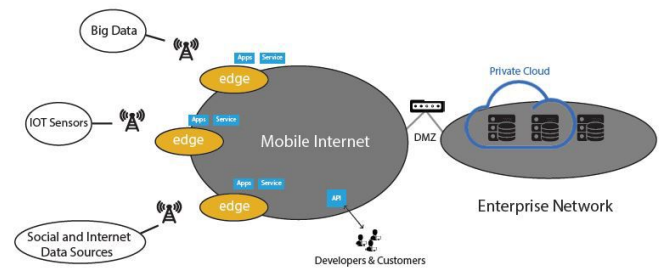 Big Data
Apps Service
edge
Private Cloud
IOT Sensors
Apps Service
edge
Mobile Internet
DMZ
Apps Service
edge
API
Enterprise Network
Social and Internet
Data Sources
Developers & Customers